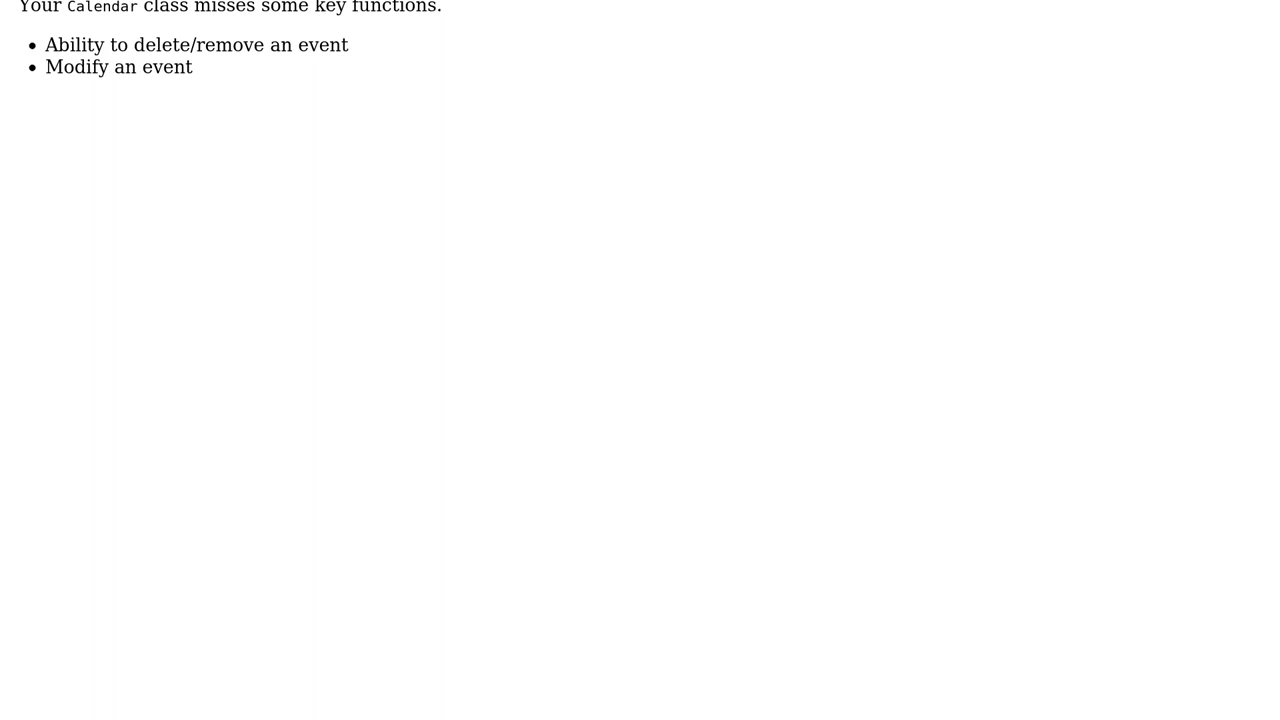 Your Calendar class misses some key functions.
• Ability to delete/remove an event
• Modify an event